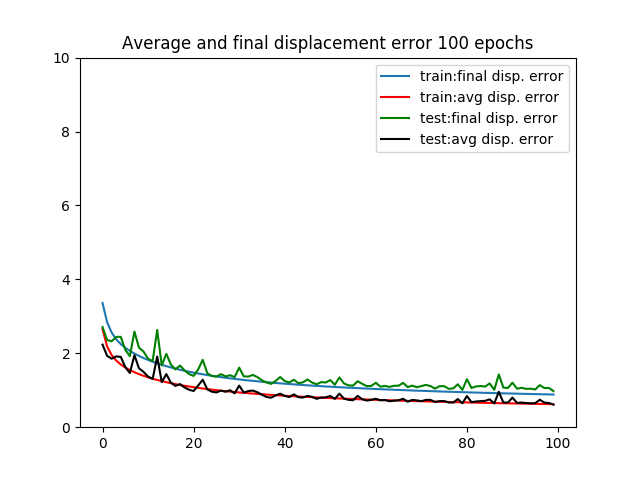 Average and final displacement error 100 epochs
train:final disp. error
train:avg disp. error
test:final disp. error
test:avg disp. error
10
8
6
4
2
0
0 20 40 60 80 100